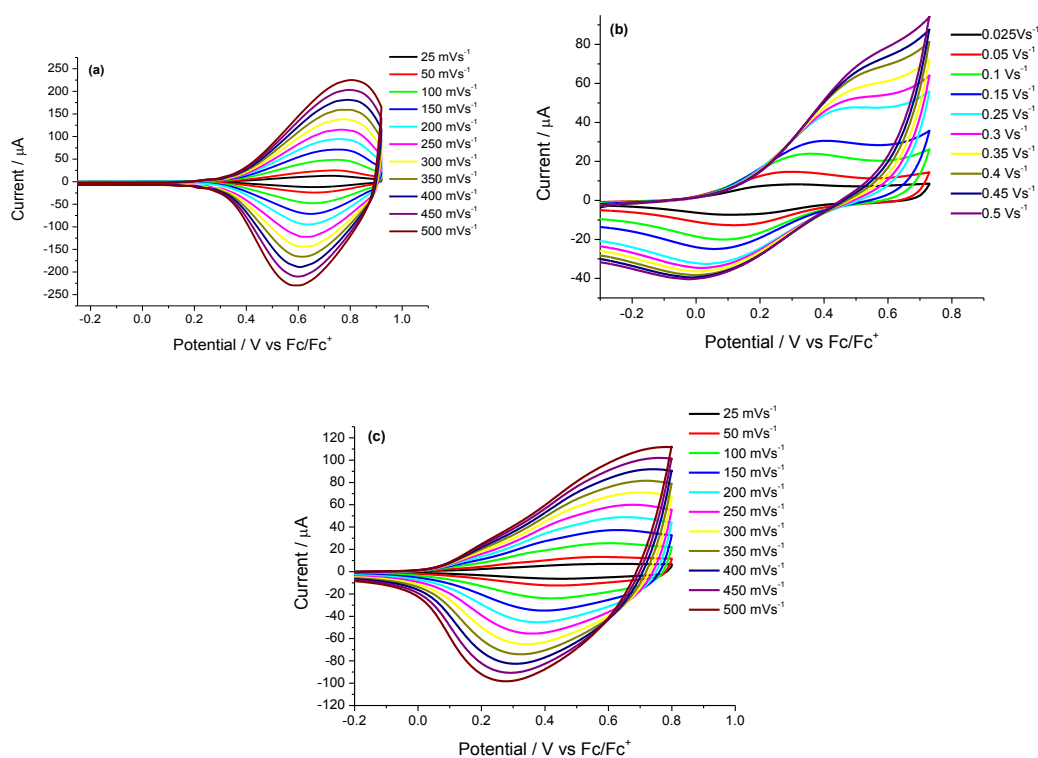 (a)
25 mVs⁻¹
50 mVs⁻¹
100 mVs⁻¹
150 mVs⁻¹
200 mVs⁻¹
250 mVs⁻¹
300 mVs⁻¹
350 mVs⁻¹
400 mVs⁻¹
450 mVs⁻¹
500 mVs⁻¹
250
200
150
100
50
0
-50
-100
-150
-200
-250
Current / μA
-0.2 0.0 0.2 0.4 0.6 0.8 1.0
Potential / V vs Fc/Fc⁺
(b)
0.025Vs⁻¹
0.05 Vs⁻¹
0.1 Vs⁻¹
0.15 Vs⁻¹
0.25 Vs⁻¹
0.3 Vs⁻¹
0.35 Vs⁻¹
0.4 Vs⁻¹
0.45 Vs⁻¹
0.5 Vs⁻¹
80
60
40
20
0
-20
-40
Current / μA
-0.2 0.0 0.2 0.4 0.6 0.8
Potential / V vs Fc/Fc⁺
(c)
25 mVs⁻¹
50 mVs⁻¹
100 mVs⁻¹
150 mVs⁻¹
200 mVs⁻¹
250 mVs⁻¹
300 mVs⁻¹
350 mVs⁻¹
400 mVs⁻¹
450 mVs⁻¹
500 mVs⁻¹
120
100
80
60
40
20
0
-20
-40
-60
-80
-100
-120
Current / μA
-0.2 0.0 0.2 0.4 0.6 0.8 1.0
Potential / V vs Fc/Fc⁺